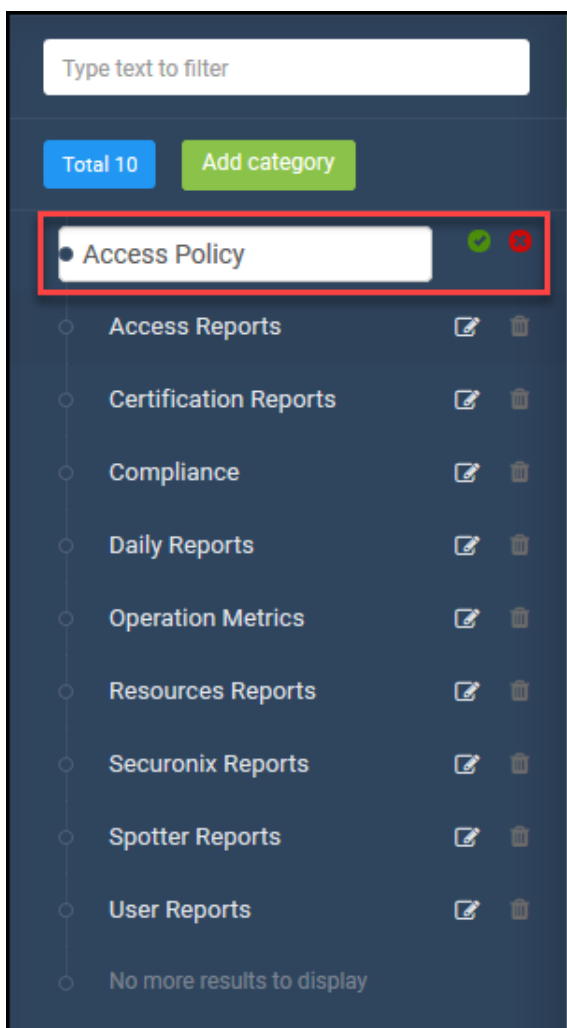 Type text to filter
Total 10 Add category
Access Policy
Access Reports
Certification Reports
Compliance
Daily Reports
Operation Metrics
Resources Reports
Securonix Reports
Spotter Reports
User Reports
No more results to display